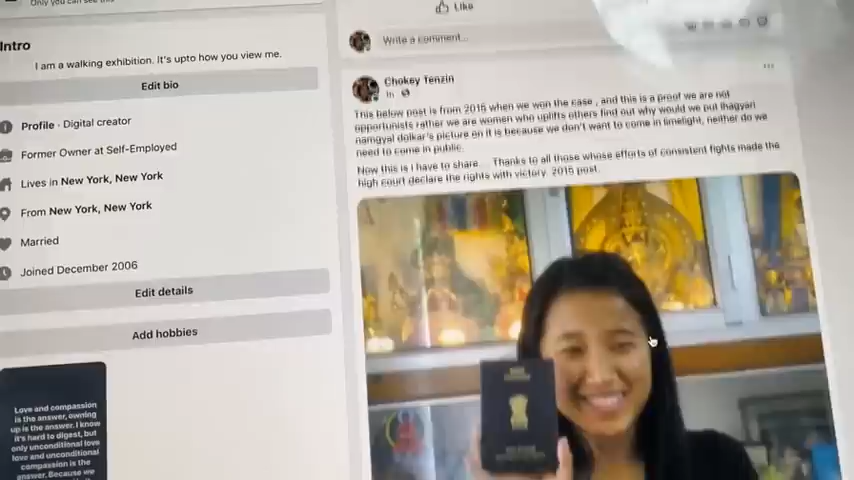 Only you can see this
Like
Write a comment...
Intro
I am a walking exhibition. It's upto how you view me.
Edit bio
Profile · Digital creator
Former Owner at Self-Employed
Lives in New York, New York
From New York, New York
Married
Joined December 2006
Edit details
Add hobbies
Love and compassion
is the answer, owning
up is the answer. I know
it's hard to digest, but
only unconditional love
love and unconditional
compassion is the
answer. Because we
Chokey Tenzin
This below post is from 2015 when we won the case , and this is a proof we are not
opportunists rather we are women who uplifts others find out why would we put lhagyari
namgyal dolkar's picture on it is because we don't want to come in limelight, neither do we
need to come in public.
Now this i have to share... Thanks to all those whose efforts of consistent fights made the
high court declare the rights with victory. 2015 post.